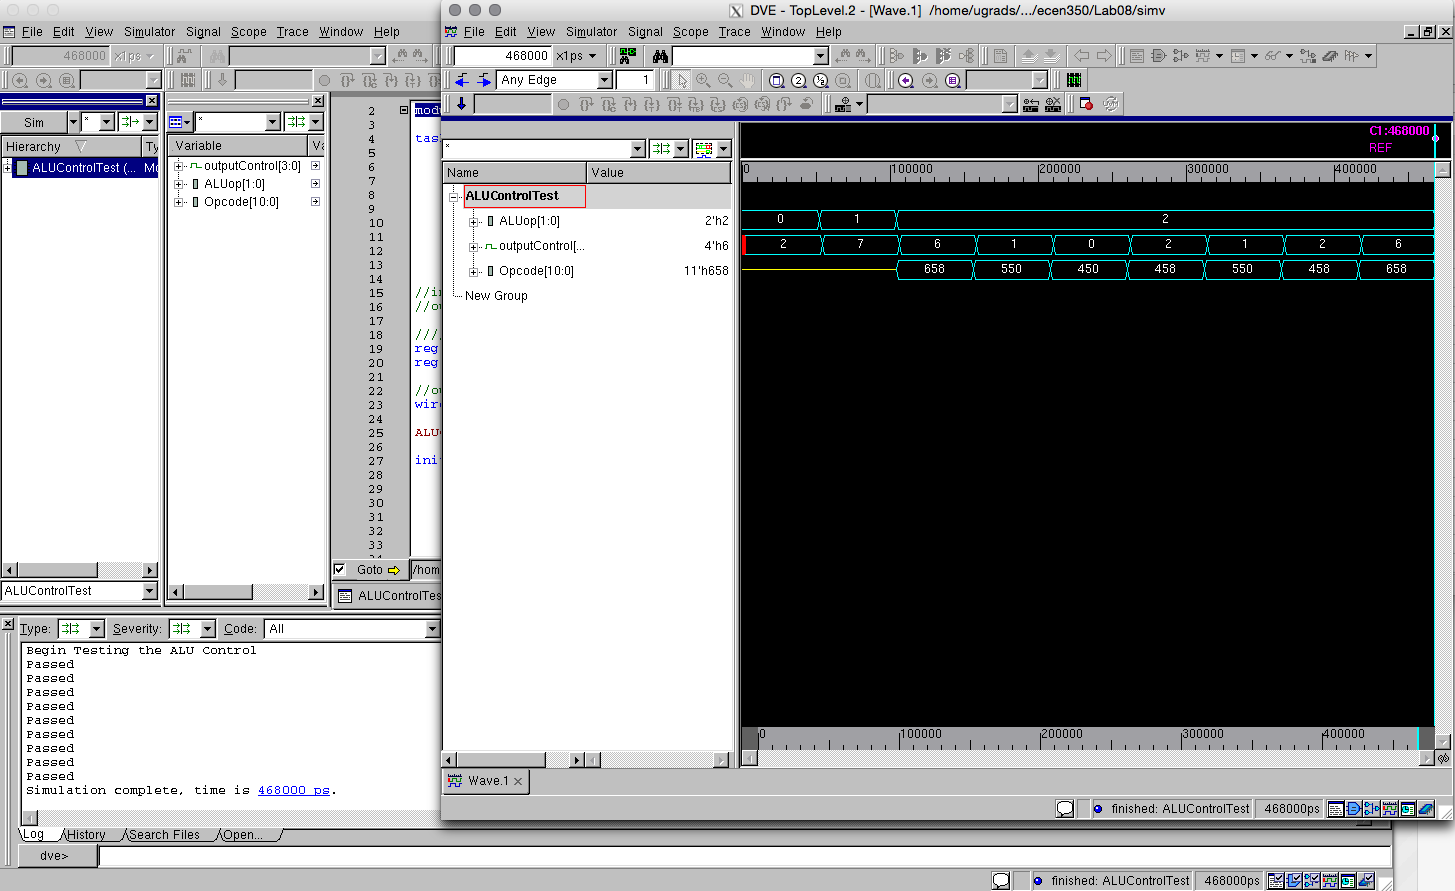 DVE - TopLevel.2 - [Wave.1]  /home/ugrads/.../ecen350/Lab08/simv
File Edit View Simulator Signal Scope Trace Window Help
468000 x1ps
Sim
*
Hierarchy
ALUControlTest (...
Mo
ALUControlTest
*
Variable
outputControl[3:0]
ALUop[1:0]
Opcode[10:0]
2
3
4
5
6
7
8
9
10
11
12
13
14
15
16
17
18
19
20
21
22
23
24
25
26
27
28
29
30
31
32
33
mod
tas
//in
//ou
///
reg
reg
//ou
wir
ALU
ini
Goto
/hom
ALUControlTes
Type: Severity: Code: All
Begin Testing the ALU Control
Passed
Passed
Passed
Passed
Passed
Passed
Passed
Passed
Passed
Simulation complete, time is 468000 ps.
Log History Search Files Open...
dve>
finished: ALUControlTest 468000ps
File Edit View Simulator Signal Scope Trace Window Help
468000 x1ps
Any Edge 1
*
Name Value
ALUControlTest
ALUop[1:0] 2'h2
outputControl[... 4'h6
Opcode[10:0] 11'h658
New Group
C1:468000
REF
0 100000 200000 300000 400000
0 1 2
2 7 6 1 0 2 1 2 6
658 550 450 458 550 458 658
0 100000 200000 300000 400000
Wave.1
finished: ALUControlTest 468000ps